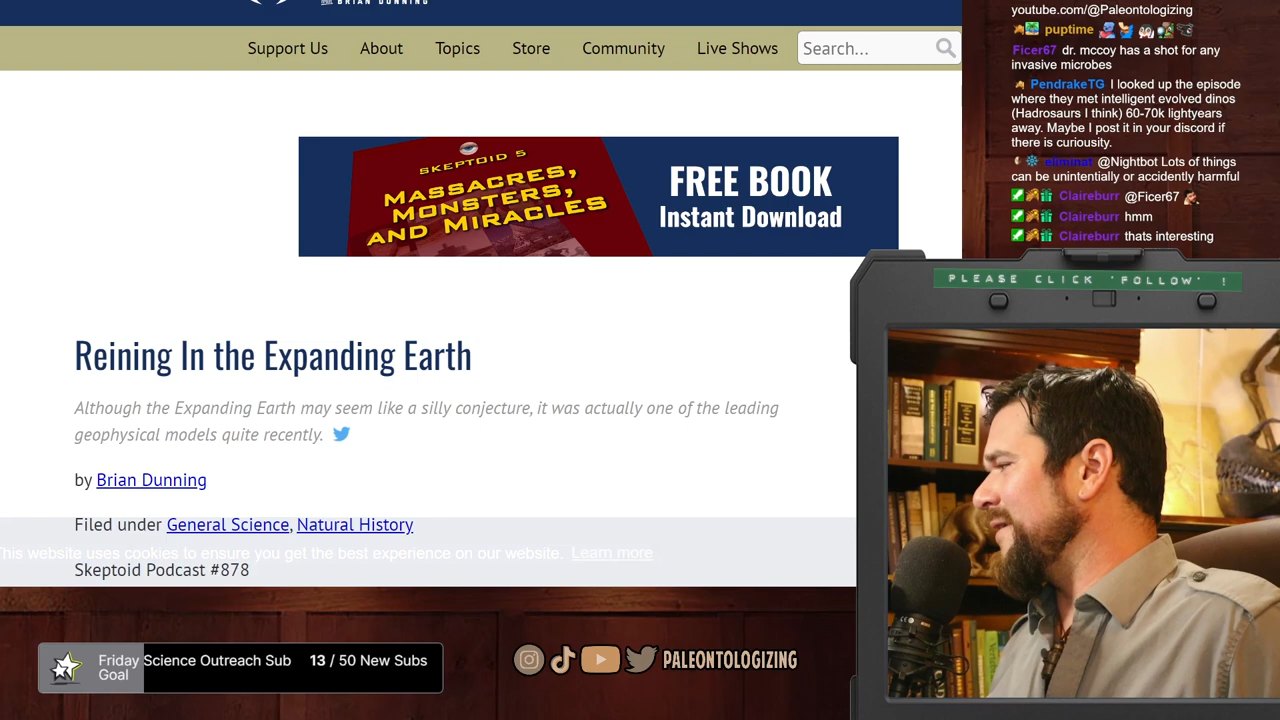 BRIAN DUNNING
Support Us About Topics Store Community Live Shows Search...
SKEPTOID 5
MASSACRES,
MONSTERS,
AND MIRACLES
FREE BOOK
Instant Download
Reining In the Expanding Earth
Although the Expanding Earth may seem like a silly conjecture, it was actually one of the leading
geophysical models quite recently.
by Brian Dunning
Filed under General Science, Natural History
This website uses cookies to ensure you get the best experience on our website. Learn more
Skeptoid Podcast #878
Friday Science Outreach Sub
Goal
13 / 50 New Subs
PALEONTOLOGIZING
youtube.com/@Paleontologizing
puptime
Ficer67 dr. mccoy has a shot for any
invasive microbes
PendrakeTG I looked up the episode
where they met intelligent evolved dinos
(Hadrosaurs I think) 60-70k lightyears
away. Maybe I post it in your discord if
there is couriousity.
eliminat @Nightbot Lots of things
can be unintentially or accidently harmful
Claireburr @Ficer67
Claireburr hmm
Claireburr thats interesting
PLEASE CLICK 'FOLLOW' !